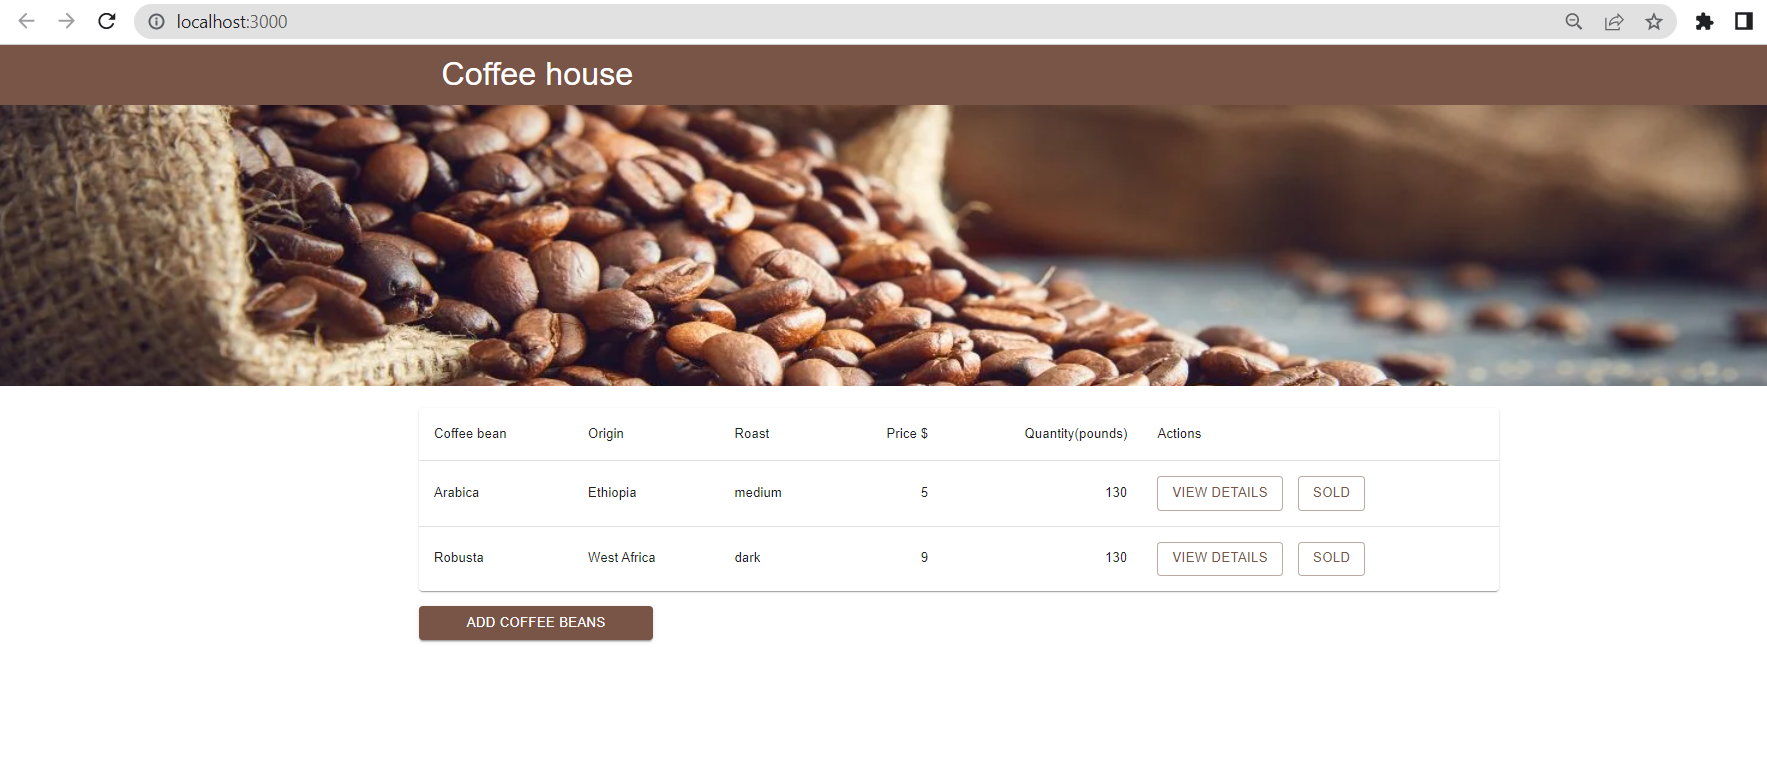 localhost:3000
Coffee house
Coffee bean Origin Roast Price $ Quantity(pounds) Actions
Arabica Ethiopia medium 5 130 VIEW DETAILS SOLD
Robusta West Africa dark 9 130 VIEW DETAILS SOLD
ADD COFFEE BEANS